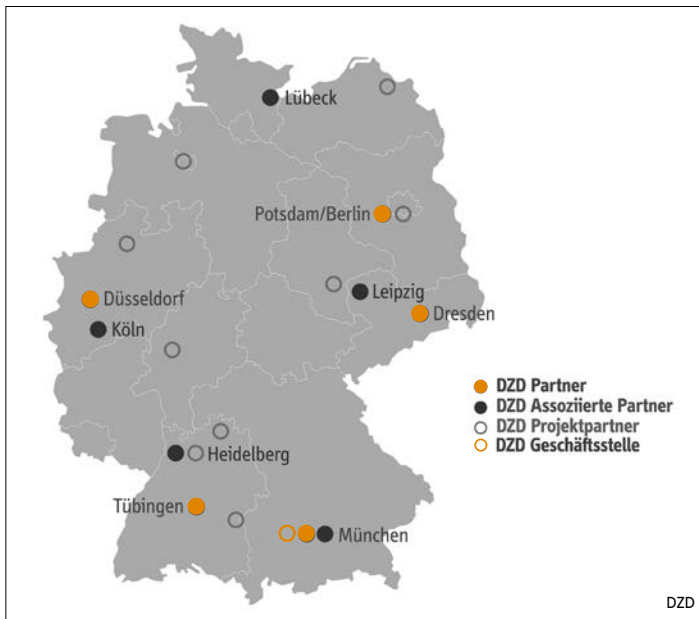 Lübeck
Potsdam/Berlin
Leipzig
Düsseldorf
Dresden
Köln
DZD Partner
DZD Assoziierte Partner
DZD Projektpartner
DZD Geschäftsstelle
Heidelberg
Tübingen
München
DZD